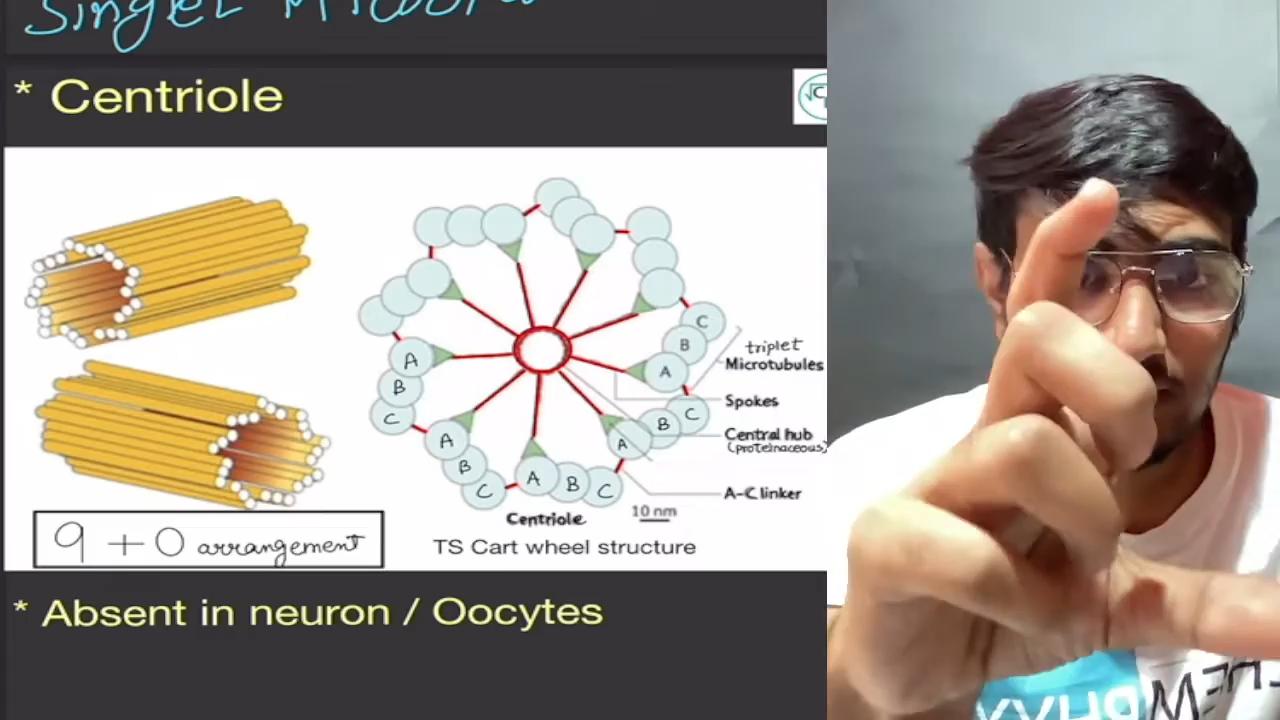 Singlet
* Centriole
√C
A
B
C
A
B
C
A
B
C
A
B
C
A
B
C
triplet
Microtubules
Spokes
Central hub
(proteinaceous)
A-C linker
Centriole
10 nm
TS Cart wheel structure
9 + 0 arrangement
* Absent in neuron / Oocytes